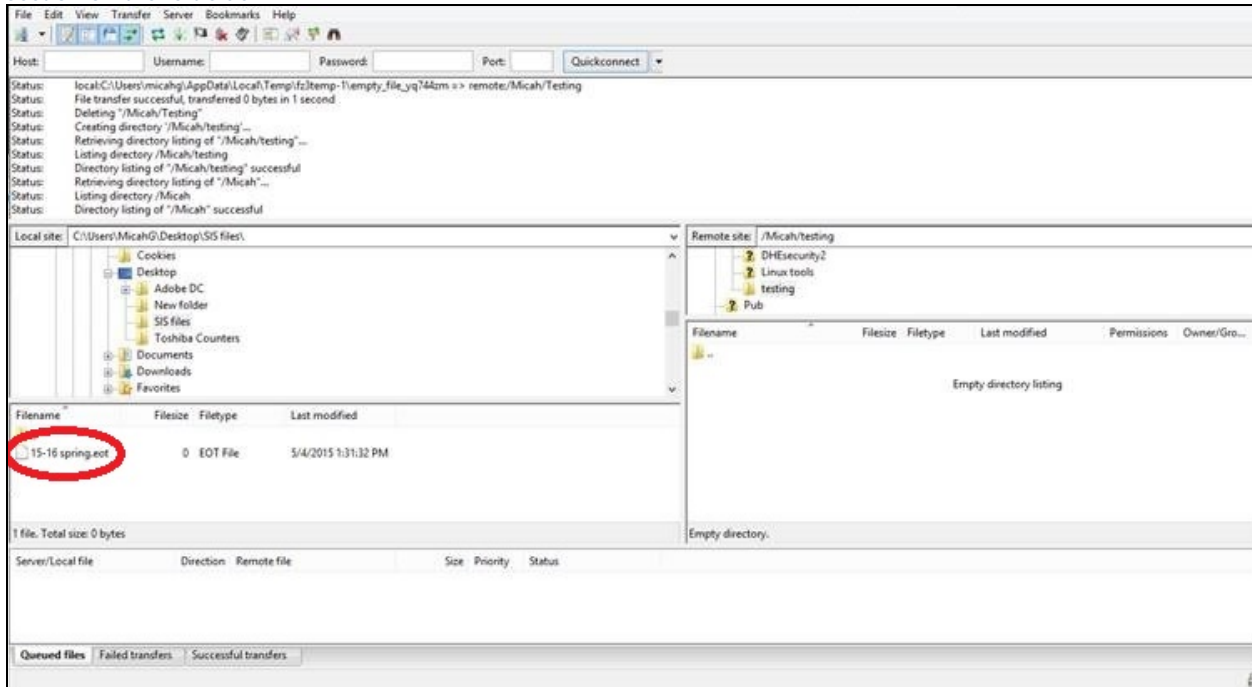 File Edit View Transfer Server Bookmarks Help
Host: Username: Password: Port: Quickconnect
Status: local:C:\Users\micahg\AppData\Local\Temp\fz3temp-1\empty_file_yq744zm => remote:/Micah/Testing
Status: File transfer successful, transferred 0 bytes in 1 second
Status: Deleting "/Micah/Testing"
Status: Creating directory '/Micah/testing'...
Status: Retrieving directory listing of "/Micah/testing"...
Status: Listing directory /Micah/testing
Status: Directory listing of "/Micah/testing" successful
Status: Retrieving directory listing of "/Micah"...
Status: Listing directory /Micah
Status: Directory listing of "/Micah" successful
Local site: C:\Users\MicahG\Desktop\SIS files\
Cookies
Desktop
Adobe DC
New folder
SIS files
Toshiba Counters
Documents
Downloads
Favorites
Filename Filesize Filetype Last modified
15-16 spring.eot 0 EOT File 5/4/2015 1:31:32 PM
1 file. Total size: 0 bytes
Remote site: /Micah/testing
DHEsecurity2
Linux tools
testing
Pub
Filename Filesize Filetype Last modified Permissions Owner/Gro...
..
Empty directory listing
Empty directory.
Server/Local file Direction Remote file Size Priority Status
Queued files Failed transfers Successful transfers